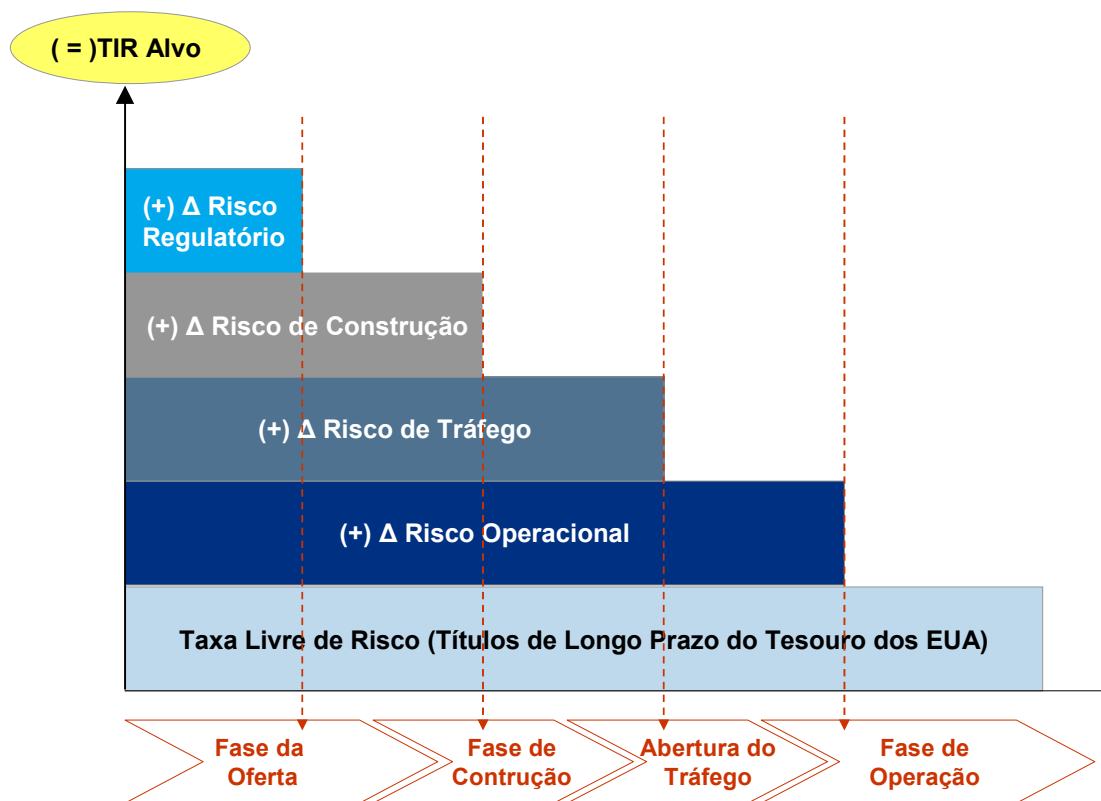 ( = )TIR Alvo
(+) Δ Risco
Regulatório
(+) Δ Risco de Construção
(+) Δ Risco de Tráfego
(+) Δ Risco Operacional
Taxa Livre de Risco (Títulos de Longo Prazo do Tesouro dos EUA)
Fase da
Oferta
Fase de
Contrução
Abertura do
Tráfego
Fase de
Operação